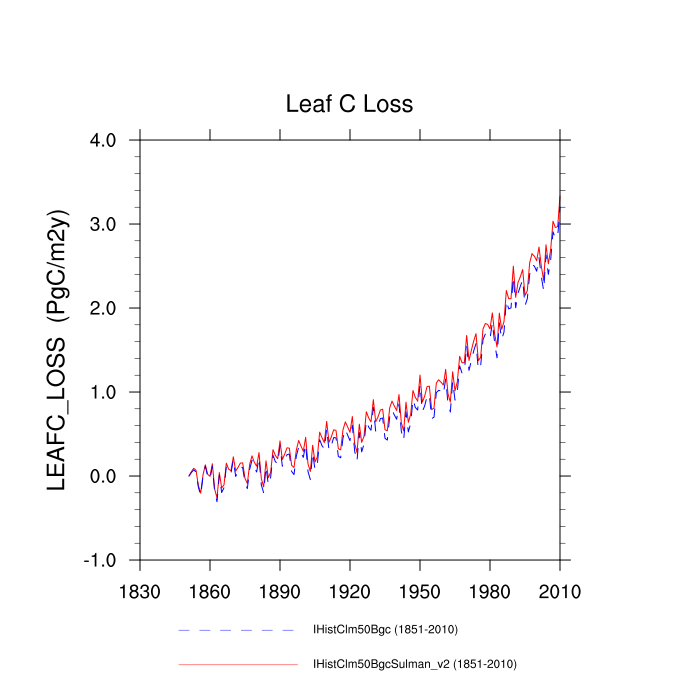 Leaf C Loss
LEAFC_LOSS (PgC/m2y)
4.0
3.0
2.0
1.0
0.0
-1.0
1830 1860 1890 1920 1950 1980 2010
IHistClm50Bgc (1851-2010)
IHistClm50BgcSulman_v2 (1851-2010)